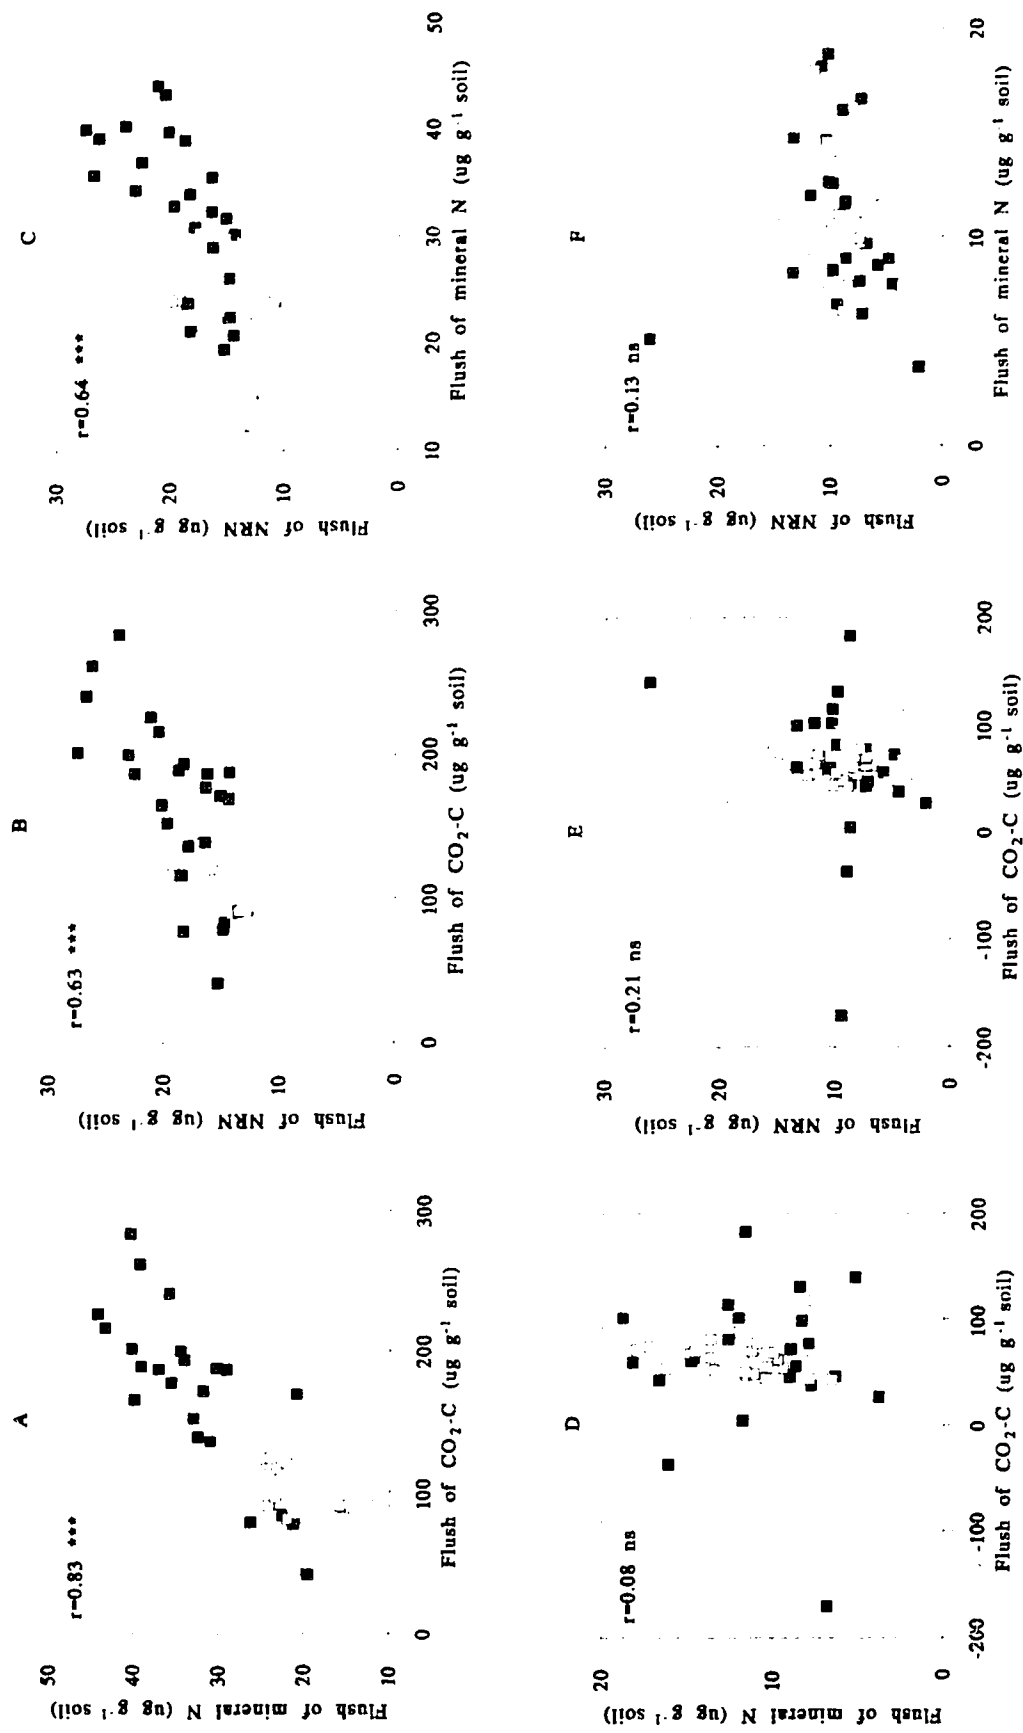 A
r=0.83 ***
50
40
30
20
10
Flush of mineral N (ug g⁻¹ soil)
0
100
200
300
Flush of CO₂-C (ug g⁻¹ soil)
B
r=0.63 ***
30
20
10
0
Flush of NRN (ug g⁻¹ soil)
0
100
200
300
Flush of CO₂-C (ug g⁻¹ soil)
C
r=0.64 ***
30
20
10
0
Flush of NRN (ug g⁻¹ soil)
10
20
30
40
50
Flush of mineral N (ug g⁻¹ soil)
D
r=0.08 ns
20
10
0
Flush of mineral N (ug g⁻¹ soil)
-200
-100
0
100
200
Flush of CO₂-C (ug g⁻¹ soil)
E
r=0.21 ns
30
20
10
0
Flush of NRN (ug g⁻¹ soil)
-200
-100
0
100
200
Flush of CO₂-C (ug g⁻¹ soil)
F
r=0.13 ns
30
20
10
0
Flush of NRN (ug g⁻¹ soil)
0
10
20
Flush of mineral N (ug g⁻¹ soil)